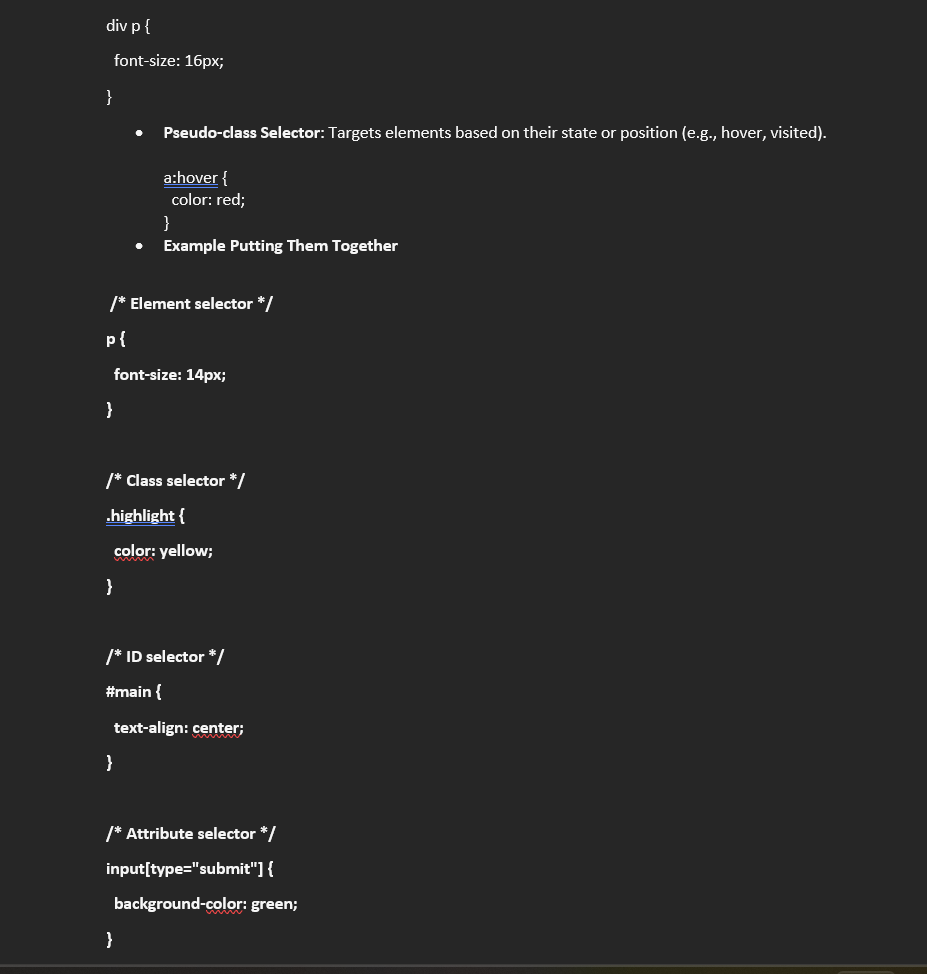 div p {
font-size: 16px;
}
• Pseudo-class Selector: Targets elements based on their state or position (e.g., hover, visited).
a:hover {
color: red;
}
• Example Putting Them Together
/* Element selector */
p {
font-size: 14px;
}
/* Class selector */
.highlight {
color: yellow;
}
/* ID selector */
#main {
text-align: center;
}
/* Attribute selector */
input[type="submit"] {
background-color: green;
}